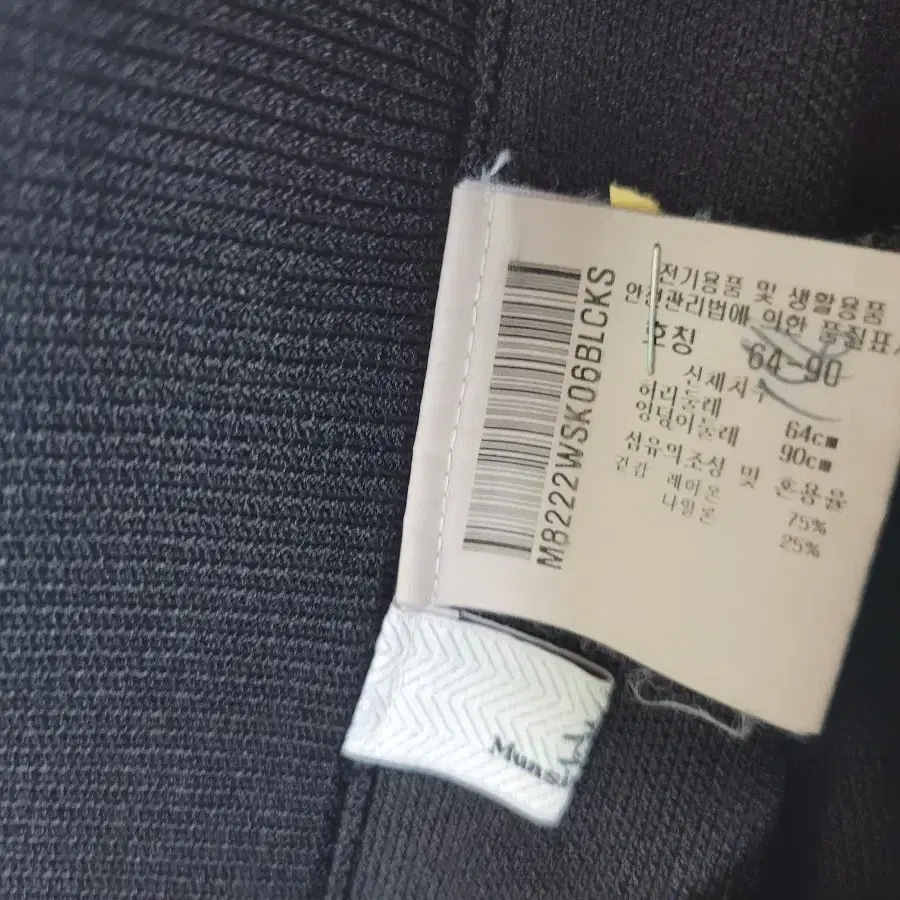 전기용품 및 생활용품
안전관리법에 의한 품질표
호칭 64-90
신체치수
허리둘레 64cm
엉덩이둘레 90cm
섬유의조성 및 혼용율
겉감 레이온 75%
나일론 25%
M8222WSK06BLCKS
Munsi